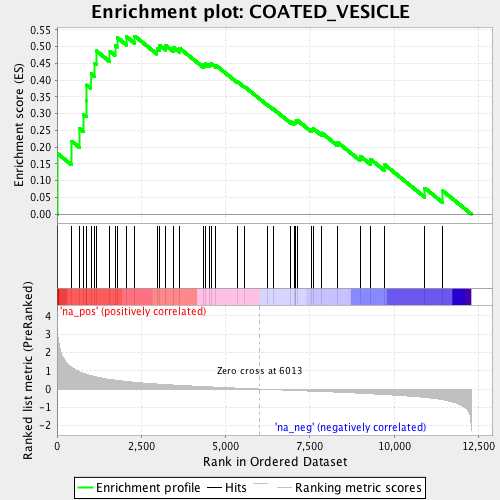 Enrichment plot: COATED_VESICLE
Enrichment score (ES)
0.55
0.50
0.45
0.40
0.35
0.30
0.25
0.20
0.15
0.10
0.05
0.00
'na_pos' (positively correlated)
Ranked list metric (PreRanked)
4
3
2
1
0
-1
-2
Zero cross at 6013
'na_neg' (negatively correlated)
0 2,500 5,000 7,500 10,000 12,500
Rank in Ordered Dataset
Enrichment profile Hits Ranking metric scores